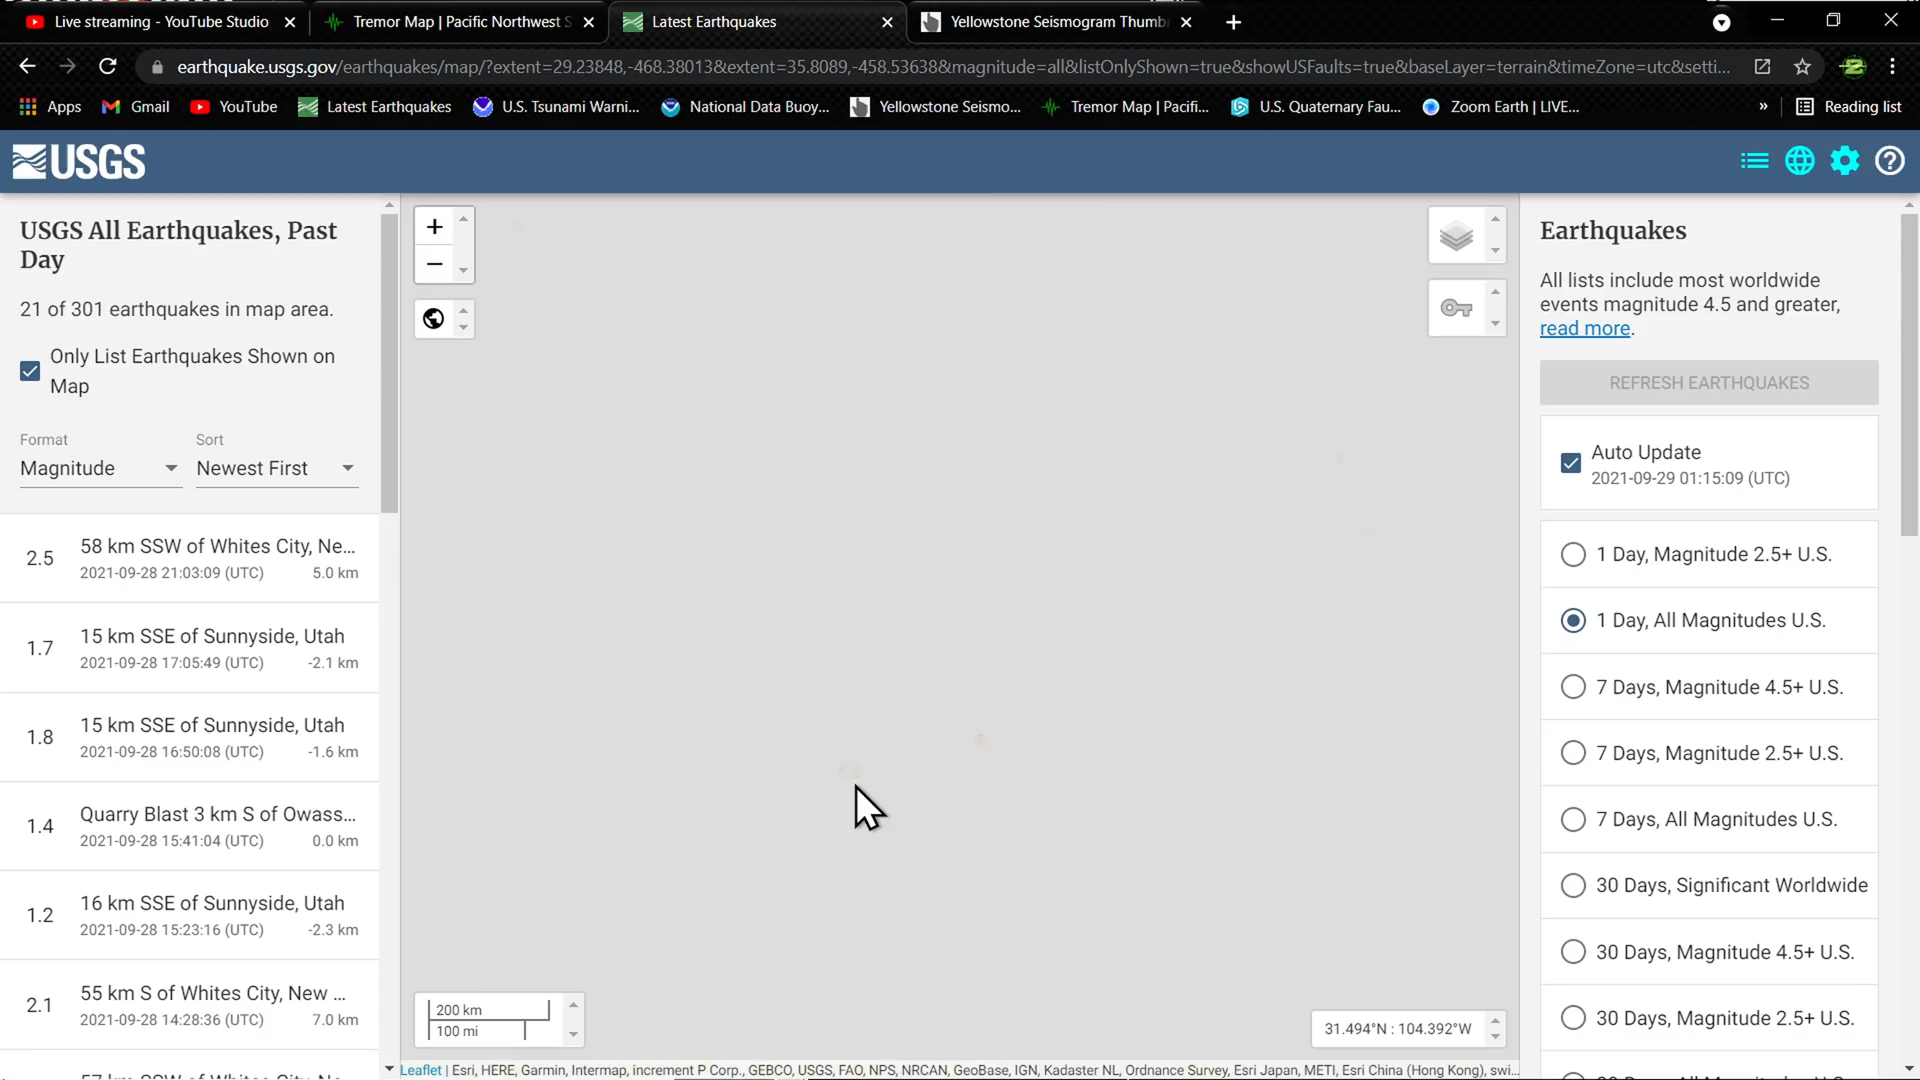 Live streaming - YouTube Studio
Tremor Map | Pacific Northwest S
Latest Earthquakes
Yellowstone Seismogram Thumb
earthquake.usgs.gov/earthquakes/map/?extent=29.23848,-468.38013&extent=35.8089,-458.53638&magnitude=all&listOnlyShown=true&showUSFaults=true&baseLayer=terrain&timeZone=utc&setti...
Apps
Gmail
YouTube
Latest Earthquakes
U.S. Tsunami Warni...
National Data Buoy...
Yellowstone Seismo...
Tremor Map | Pacifi...
U.S. Quaternary Fau...
Zoom Earth | LIVE...
»
Reading list
USGS
USGS All Earthquakes, Past
Day
21 of 301 earthquakes in map area.
Only List Earthquakes Shown on
Map
Format Sort
Magnitude Newest First
2.5 58 km SSW of Whites City, Ne...
2021-09-28 21:03:09 (UTC) 5.0 km
1.7 15 km SSE of Sunnyside, Utah
2021-09-28 17:05:49 (UTC) -2.1 km
1.8 15 km SSE of Sunnyside, Utah
2021-09-28 16:50:08 (UTC) -1.6 km
1.4 Quarry Blast 3 km S of Owass...
2021-09-28 15:41:04 (UTC) 0.0 km
1.2 16 km SSE of Sunnyside, Utah
2021-09-28 15:23:16 (UTC) -2.3 km
2.1 55 km S of Whites City, New ...
2021-09-28 14:28:36 (UTC) 7.0 km
+
−
200 km
100 mi
31.494°N : 104.392°W
Leaflet | Esri, HERE, Garmin, Intermap, increment P Corp., GEBCO, USGS, FAO, NPS, NRCAN, GeoBase, IGN, Kadaster NL, Ordnance Survey, Esri Japan, METI, Esri China (Hong Kong), swi...
Earthquakes
All lists include most worldwide
events magnitude 4.5 and greater,
read more.
REFRESH EARTHQUAKES
Auto Update
2021-09-29 01:15:09 (UTC)
1 Day, Magnitude 2.5+ U.S.
1 Day, All Magnitudes U.S.
7 Days, Magnitude 4.5+ U.S.
7 Days, Magnitude 2.5+ U.S.
7 Days, All Magnitudes U.S.
30 Days, Significant Worldwide
30 Days, Magnitude 4.5+ U.S.
30 Days, Magnitude 2.5+ U.S.